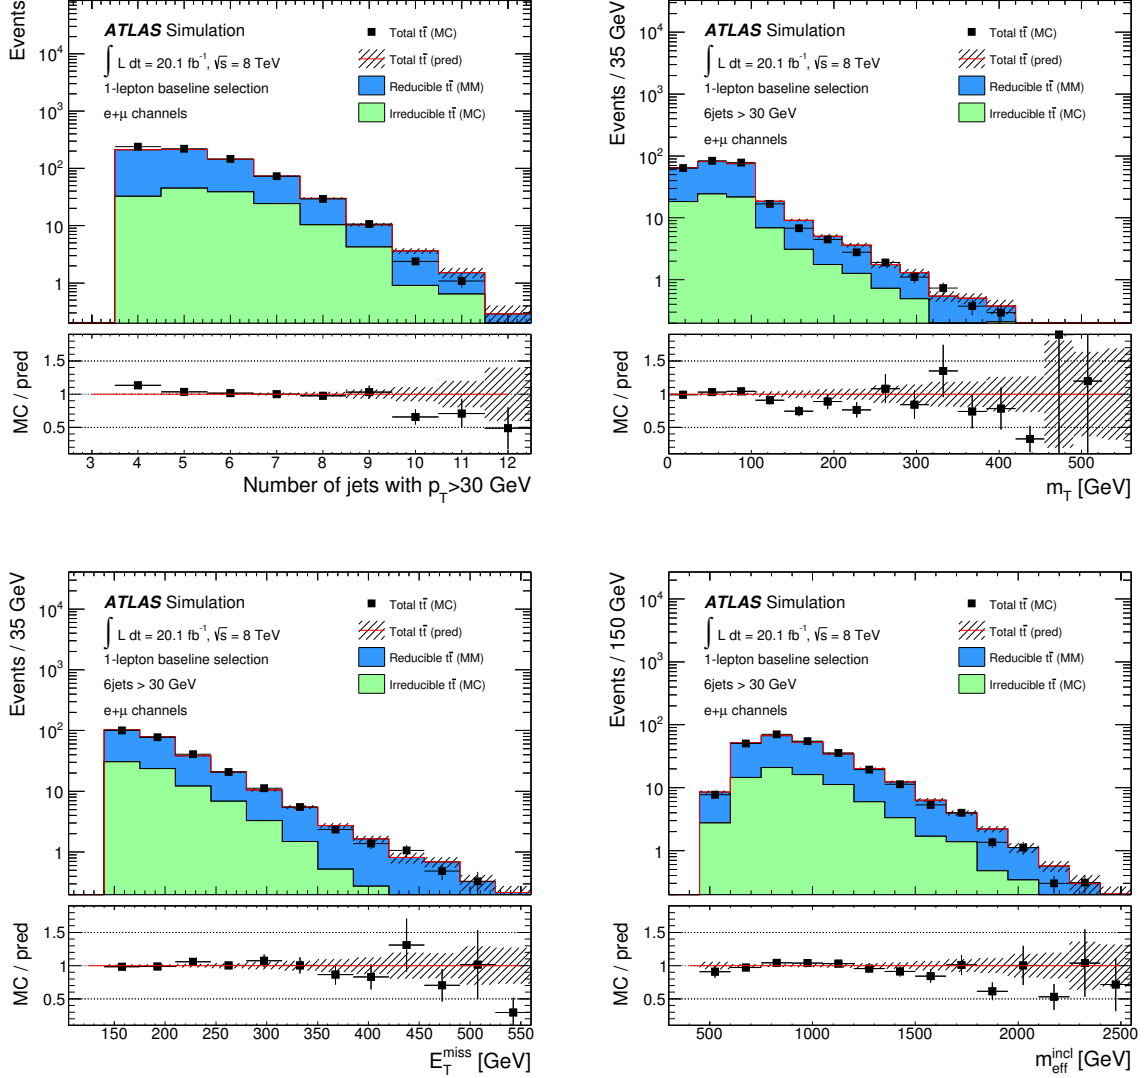 Events
ATLAS Simulation
∫ L dt = 20.1 fb⁻¹, √s = 8 TeV
1-lepton baseline selection
e+μ channels
Total tt̄ (MC)
Total tt̄ (pred)
Reducible tt̄ (MM)
Irreducible tt̄ (MC)
10⁴
10³
10²
10
1
MC / pred
1.5
1
0.5
3 4 5 6 7 8 9 10 11 12
Number of jets with p_T>30 GeV
Events / 35 GeV
ATLAS Simulation
∫ L dt = 20.1 fb⁻¹, √s = 8 TeV
1-lepton baseline selection
6jets > 30 GeV
e+μ channels
Total tt̄ (MC)
Total tt̄ (pred)
Reducible tt̄ (MM)
Irreducible tt̄ (MC)
10⁴
10³
10²
10
1
MC / pred
1.5
1
0.5
0 100 200 300 400 500
m_T [GeV]
Events / 35 GeV
ATLAS Simulation
∫ L dt = 20.1 fb⁻¹, √s = 8 TeV
1-lepton baseline selection
6jets > 30 GeV
e+μ channels
Total tt̄ (MC)
Total tt̄ (pred)
Reducible tt̄ (MM)
Irreducible tt̄ (MC)
10⁴
10³
10²
10
1
MC / pred
1.5
1
0.5
150 200 250 300 350 400 450 500 550
E_T^miss [GeV]
Events / 150 GeV
ATLAS Simulation
∫ L dt = 20.1 fb⁻¹, √s = 8 TeV
1-lepton baseline selection
6jets > 30 GeV
e+μ channels
Total tt̄ (MC)
Total tt̄ (pred)
Reducible tt̄ (MM)
Irreducible tt̄ (MC)
10⁴
10³
10²
10
1
MC / pred
1.5
1
0.5
500 1000 1500 2000 2500
m_eff^incl [GeV]